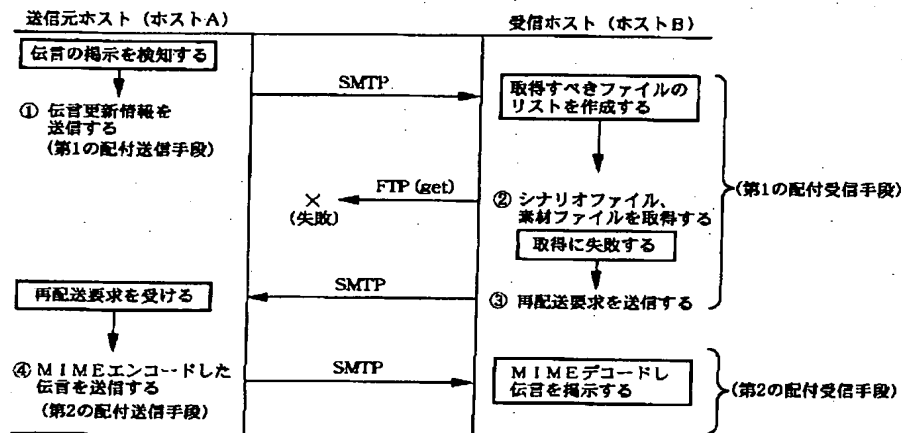 送信元ホスト (ホストA)
受信ホスト (ホストB)
伝言の掲示を検知する
SMTP
取得すべきファイルの
リストを作成する
① 伝言更新情報を
送信する
(第1の配付送信手段)
FTP (get)
×
(失敗)
② シナリオファイル、
素材ファイルを取得する
(第1の配付受信手段)
取得に失敗する
再配送要求を受ける
SMTP
③ 再配送要求を送信する
④ MIMEエンコードした
伝言を送信する
(第2の配付送信手段)
SMTP
MIMEデコードし
伝言を掲示する
(第2の配付受信手段)